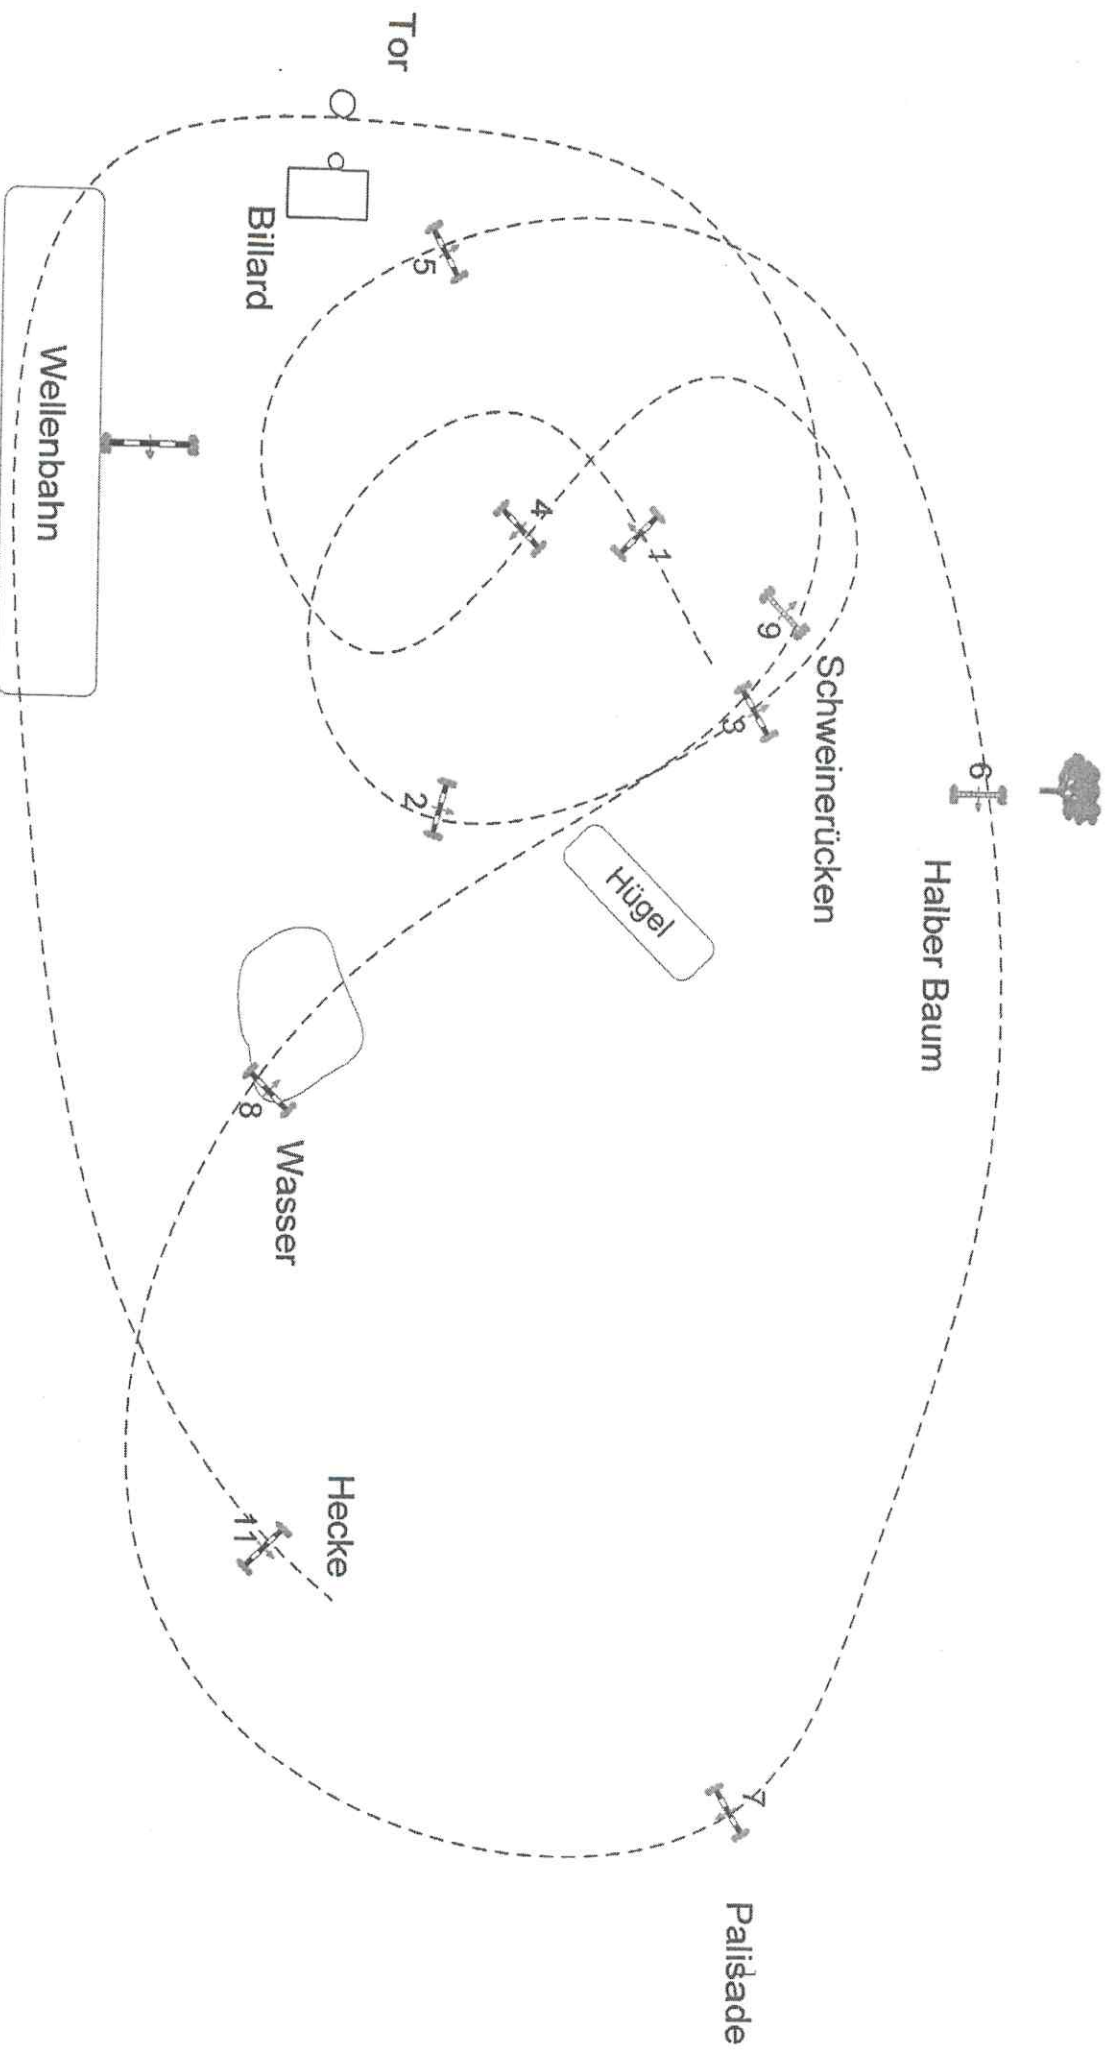 Tor
Billard
Wellenbahn
5
4
1
9
Schweinerücken
3
2
6
Halber Baum
Hügel
8
Wasser
Hecke
11
7
Palisade